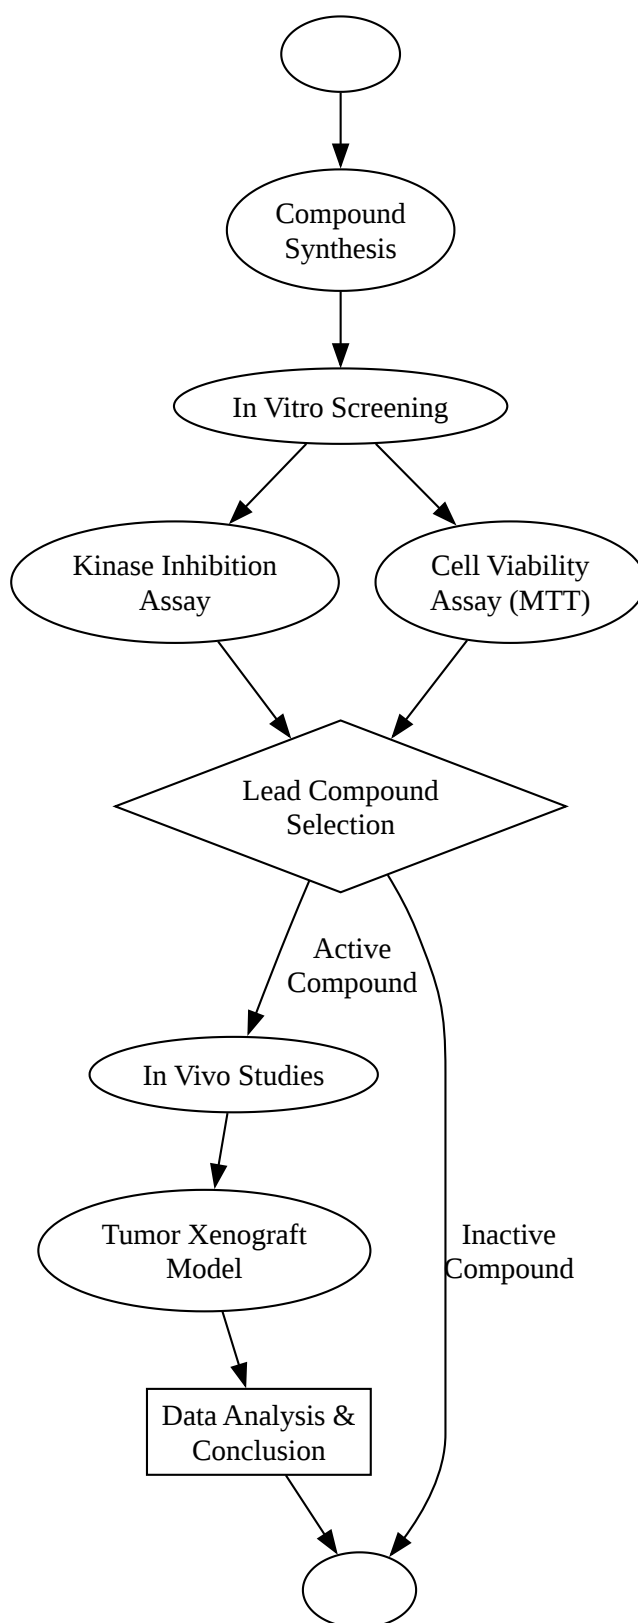 Compound
Synthesis
In Vitro Screening
Kinase Inhibition
Assay
Cell Viability
Assay (MTT)
Lead Compound
Selection
Active
Compound
In Vivo Studies
Tumor Xenograft
Model
Inactive
Compound
Data Analysis &
Conclusion